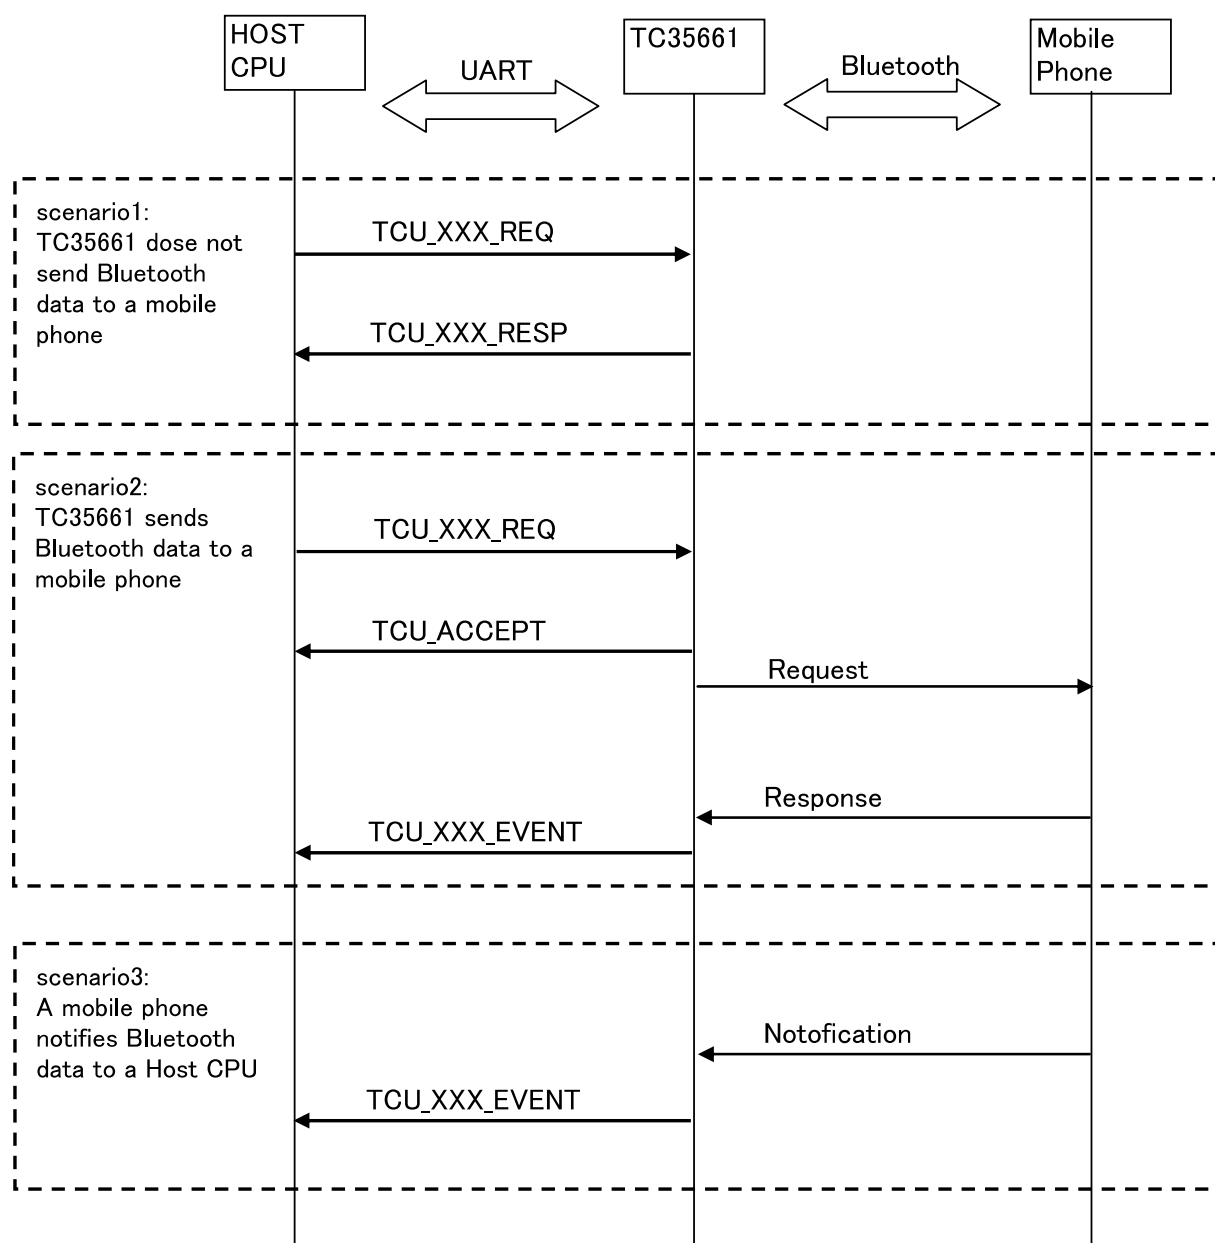 HOST
CPU
UART
TC35661
Bluetooth
Mobile
Phone
scenario1:
TC35661 dose not
send Bluetooth
data to a mobile
phone
TCU_XXX_REQ
TCU_XXX_RESP
scenario2:
TC35661 sends
Bluetooth data to a
mobile phone
TCU_XXX_REQ
TCU_ACCEPT
Request
Response
TCU_XXX_EVENT
scenario3:
A mobile phone
notifies Bluetooth
data to a Host CPU
Notofication
TCU_XXX_EVENT